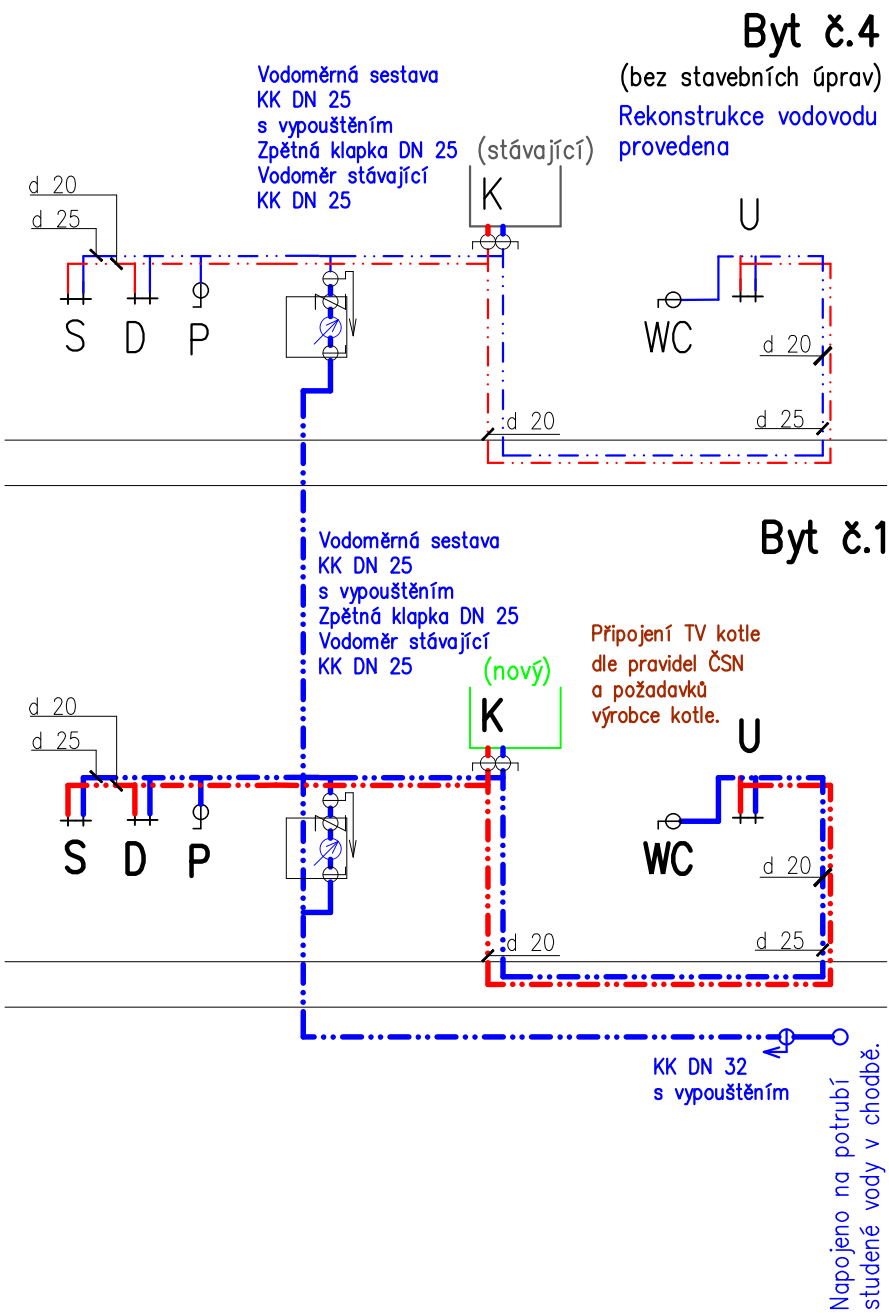 Byt č.4
(bez stavebních úprav)
Rekonstrukce vodovodu
provedena
Vodoměrná sestava
KK DN 25
s vypouštěním
Zpětná klapka DN 25
Vodoměr stávající
KK DN 25
(stávající)
K
U
d 20
d 25
S
D
P
WC
d 20
d 20
d 25
Byt č.1
Vodoměrná sestava
KK DN 25
s vypouštěním
Zpětná klapka DN 25
Vodoměr stávající
KK DN 25
Připojení TV kotle
dle pravidel ČSN
a požadavků
výrobce kotle.
(nový)
K
U
d 20
d 25
S
D
P
WC
d 20
d 20
d 25
KK DN 32
s vypouštěním
Napojeno na potrubí
studené vody v chodbě.